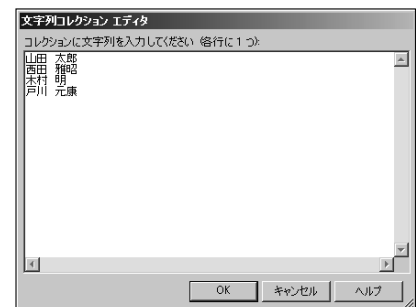 文字列コレクション エディタ
コレクションに文字列を入力してください (各行に 1 つ):
山田 太郎
西田 雅昭
木村 明
戸川 元康
OK キャンセル ヘルプ